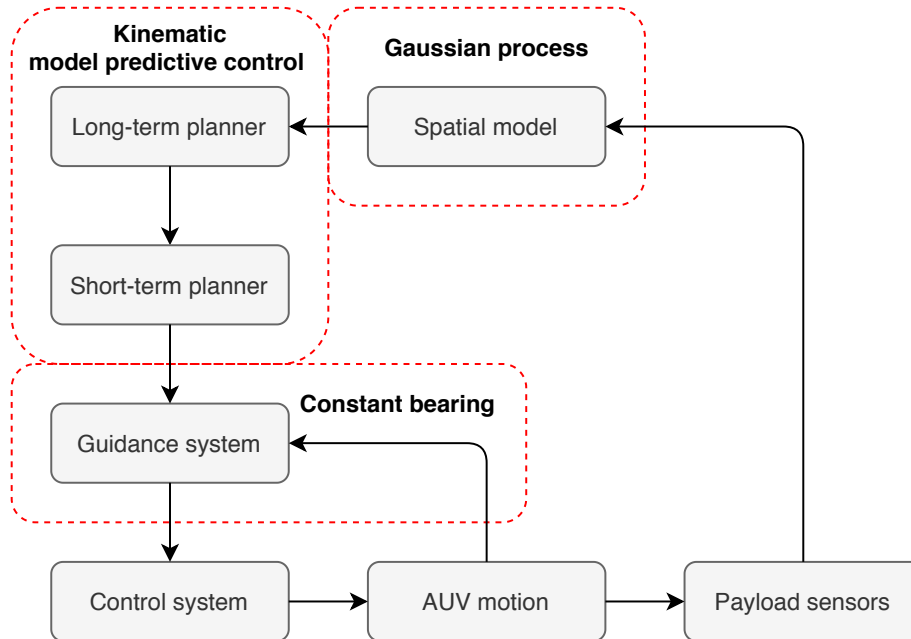 Kinematic
model predictive control
Gaussian process
Long-term planner
Spatial model
Short-term planner
Constant bearing
Guidance system
Control system
AUV motion
Payload sensors